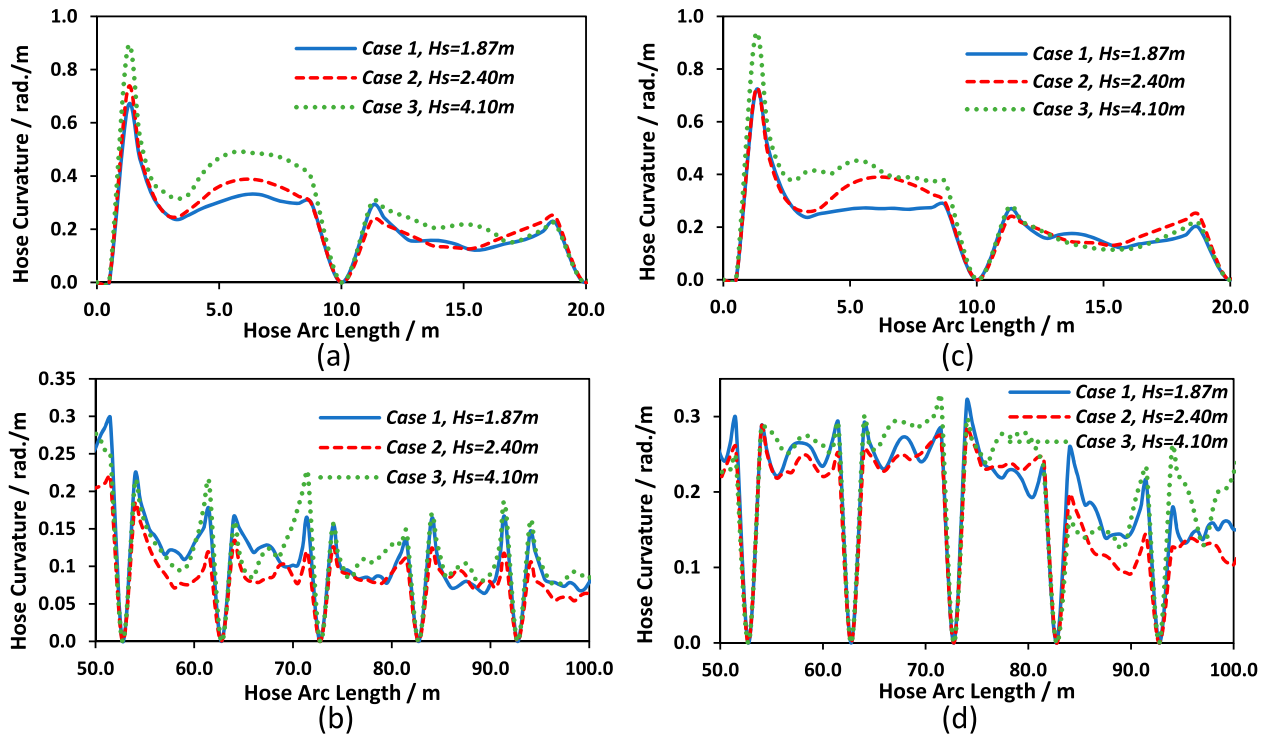 (a)
Hose Curvature / rad./m
1.0
0.8
0.6
0.4
0.2
0.0
Case 1, Hs=1.87m
Case 2, Hs=2.40m
Case 3, Hs=4.10m
0.0 5.0 10.0 15.0 20.0
Hose Arc Length / m
(a)
(c)
Hose Curvature / rad./m
1.0
0.8
0.6
0.4
0.2
0.0
Case 1, Hs=1.87m
Case 2, Hs=2.40m
Case 3, Hs=4.10m
0.0 5.0 10.0 15.0 20.0
Hose Arc Length / m
(c)
Hose Curvature / rad./m
0.35
0.3
0.25
0.2
0.15
0.1
0.05
0.0
Case 1, Hs=1.87m
Case 2, Hs=2.40m
Case 3, Hs=4.10m
50.0 60.0 70.0 80.0 90.0 100.0
Hose Arc Length / m
(b)
Hose Curvature / rad./m
0.3
0.2
0.1
0.0
Case 1, Hs=1.87m
Case 2, Hs=2.40m
Case 3, Hs=4.10m
50.0 60.0 70.0 80.0 90.0 100.0
Hose Arc Length / m
(d)